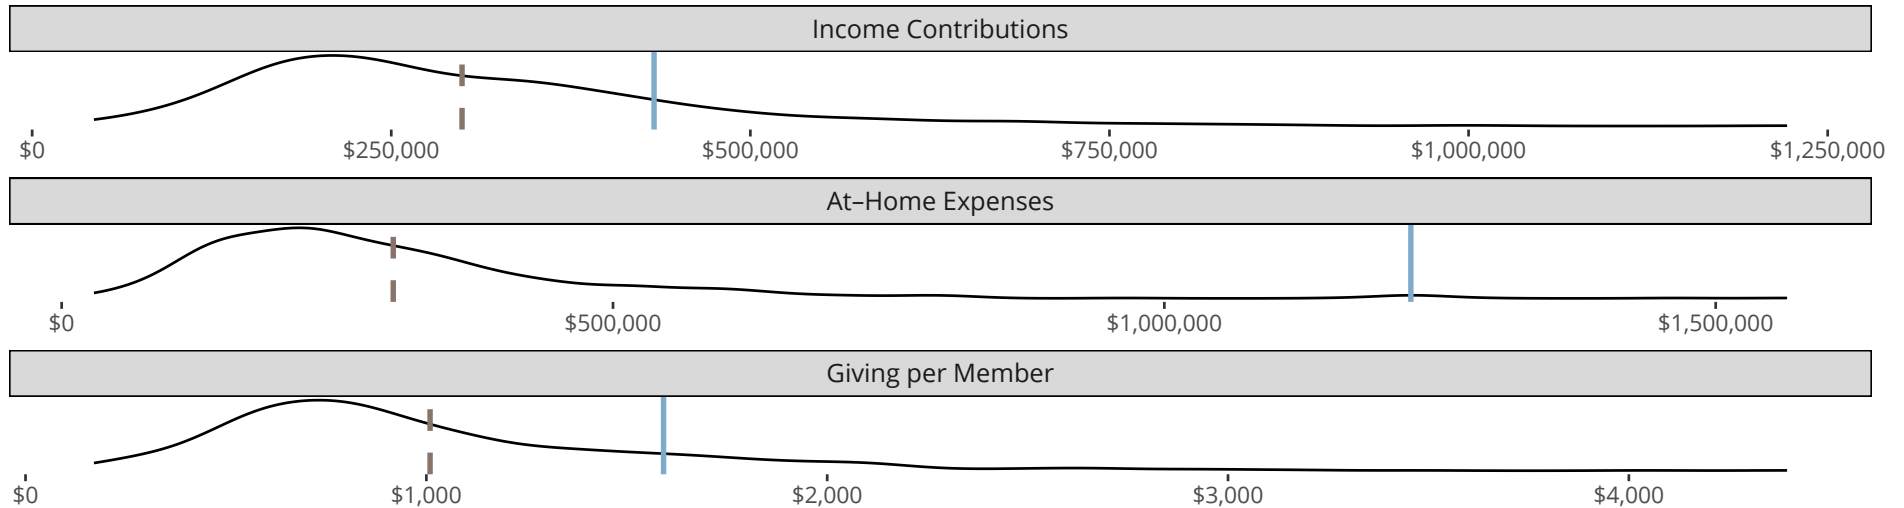 Income Contributions
$0 $250,000 $500,000 $750,000 $1,000,000 $1,250,000
At–Home Expenses
$0 $500,000 $1,000,000 $1,500,000
Giving per Member
$0 $1,000 $2,000 $3,000 $4,000